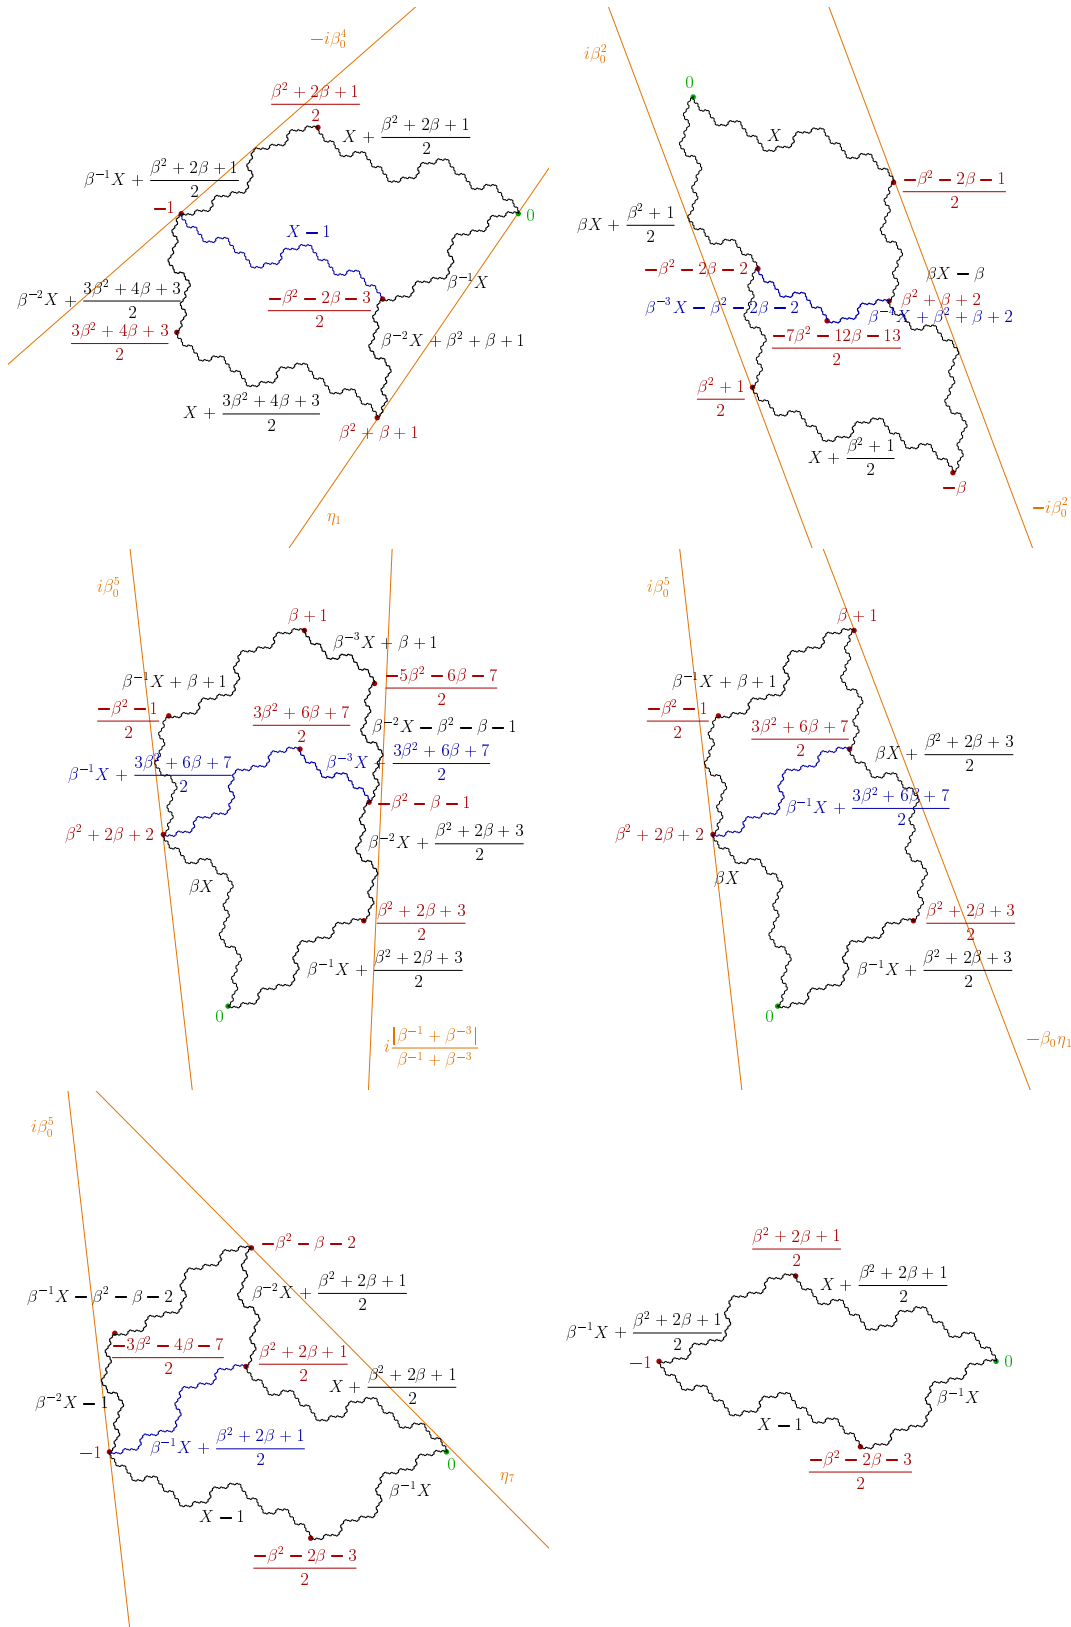 -iβ₀⁴
(β² + 2β + 1)/2
X + (β² + 2β + 1)/2
β⁻¹X + (β² + 2β + 1)/2
-1
0
X - 1
β⁻¹X
β⁻²X + (3β² + 4β + 3)/2
(-β² - 2β - 3)/2
(3β² + 4β + 3)/2
β⁻²X + β² + β + 1
X + (3β² + 4β + 3)/2
β² + β + 1
η₁
iβ₀²
0
X
(-β² - 2β - 1)/2
βX + (β² + 1)/2
-β² - 2β - 2
βX - β
β⁻³X - β² - 2β - 2
β² + β + 2
β⁻⁴X + β² + β + 2
(-7β² - 12β - 13)/2
(β² + 1)/2
X + (β² + 1)/2
-β
-iβ₀²
iβ₀⁵
β + 1
β⁻³X + β + 1
β⁻¹X + β + 1
(-5β² - 6β - 7)/2
(-β² - 1)/2
(3β² + 6β + 7)/2
β⁻²X - β² - β - 1
β⁻¹X + (3β² + 6β + 7)/2
β⁻³X + (3β² + 6β + 7)/2
-β² - β - 1
β² + 2β + 2
β⁻²X + (β² + 2β + 3)/2
βX
(β² + 2β + 3)/2
β⁻¹X + (β² + 2β + 3)/2
0
i|β⁻¹ + β⁻³|/(β⁻¹ + β⁻³)
iβ₀⁵
β + 1
β⁻¹X + β + 1
(-β² - 1)/2
(3β² + 6β + 7)/2
βX + (β² + 2β + 3)/2
β⁻¹X + (3β² + 6β + 7)/2
β² + 2β + 2
βX
(β² + 2β + 3)/2
β⁻¹X + (β² + 2β + 3)/2
0
-β₀η₁
iβ₀⁵
-β² - β - 2
β⁻¹X - β² - β - 2
β⁻²X + (β² + 2β + 1)/2
(-3β² - 4β - 7)/2
(β² + 2β + 1)/2
X + (β² + 2β + 1)/2
β⁻²X - 1
β⁻¹X + (β² + 2β + 1)/2
-1
0
η₇
β⁻¹X
X - 1
(-β² - 2β - 3)/2
(β² + 2β + 1)/2
X + (β² + 2β + 1)/2
β⁻¹X + (β² + 2β + 1)/2
-1
0
β⁻¹X
X - 1
(-β² - 2β - 3)/2